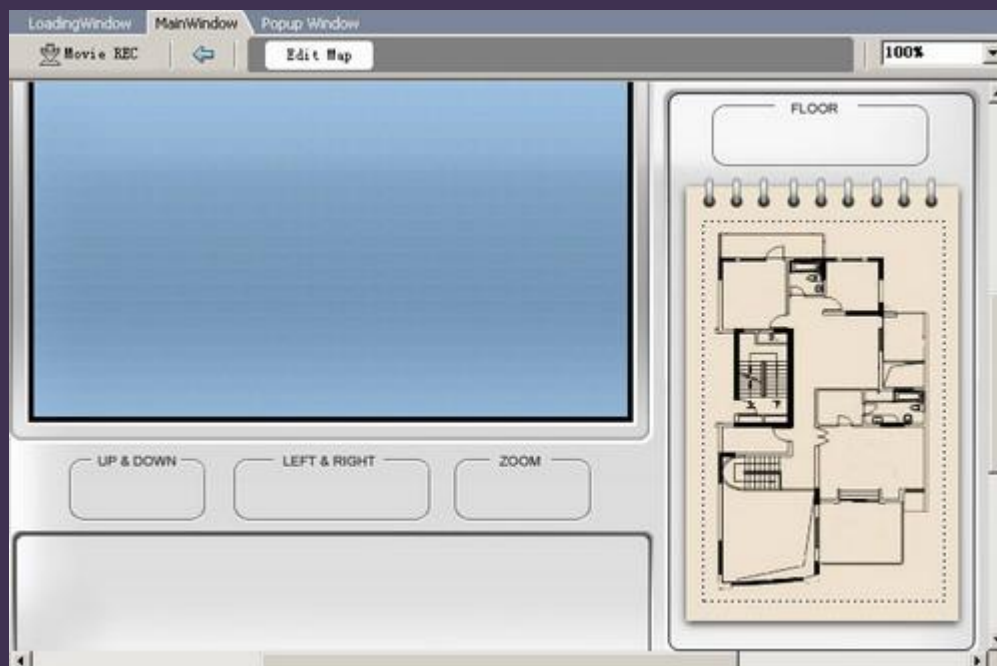 LoadingWindow MainWindow Popup Window
Movie REC Edit Map 100%
FLOOR
UP & DOWN LEFT & RIGHT ZOOM